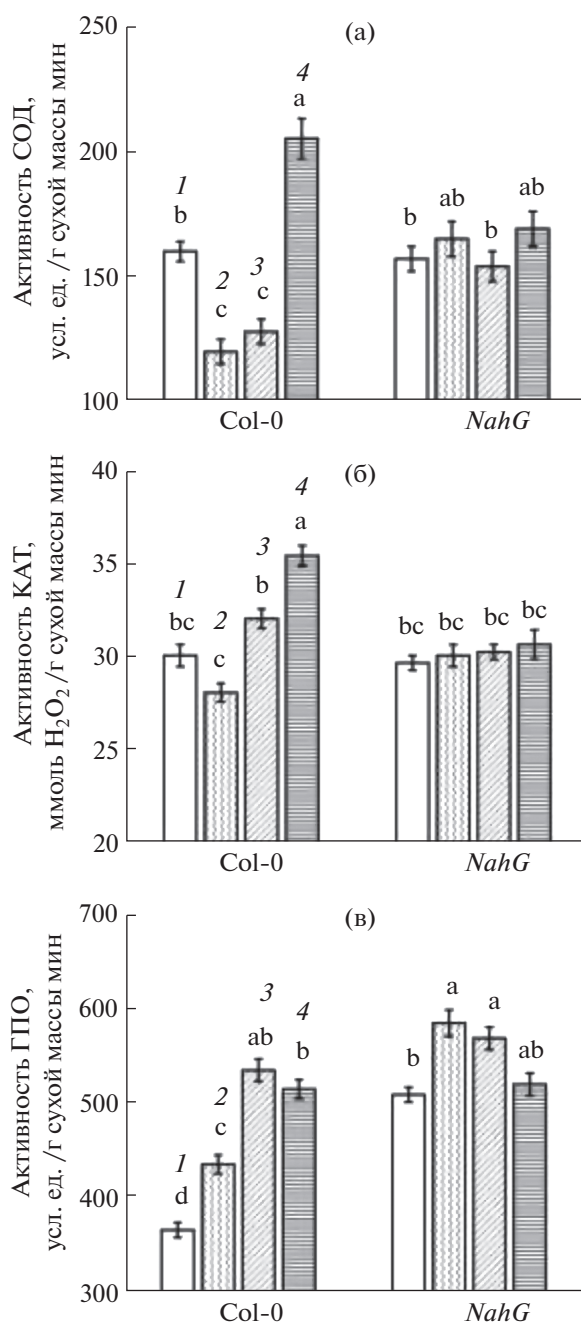 (а)
Активность СОД,
усл. ед. /г сухой массы мин
250
200
150
100
1
b
2
c
3
c
4
a
b
ab
b
ab
Col-0
NahG
(б)
Активность КАТ,
ммоль H₂O₂ /г сухой массы мин
40
35
30
25
20
1
bc
2
c
3
b
4
a
bc
bc
bc
bc
Col-0
NahG
(в)
Активность ГПО,
усл. ед. /г сухой массы мин
700
600
500
400
300
1
d
2
c
3
ab
4
b
b
a
a
ab
Col-0
NahG